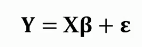 Y = Xβ + ε